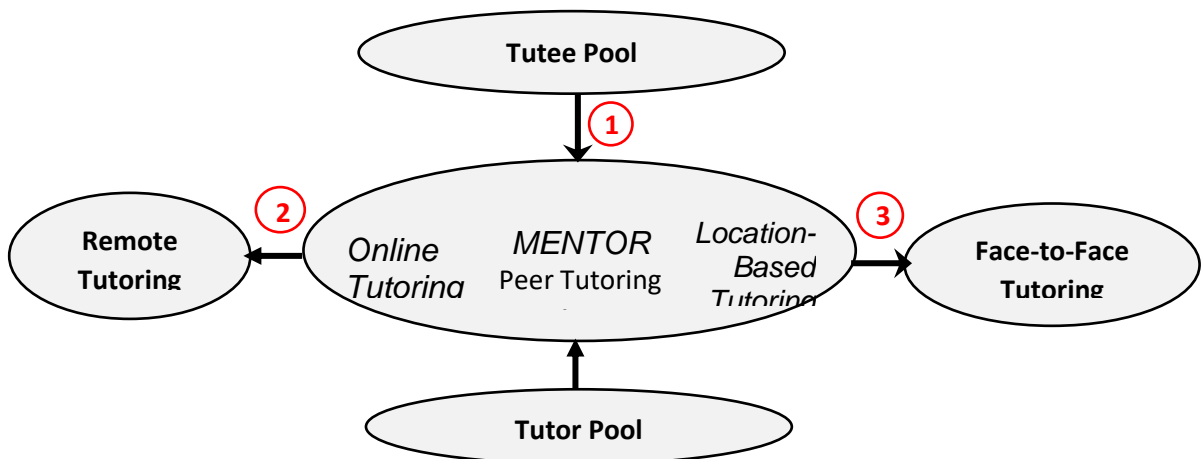 Tutee Pool
1
2
3
Remote
Tutoring
Online
Tutoring
MENTOR
Peer Tutoring
Location-
Based
Tutoring
Face-to-Face
Tutoring
Tutor Pool